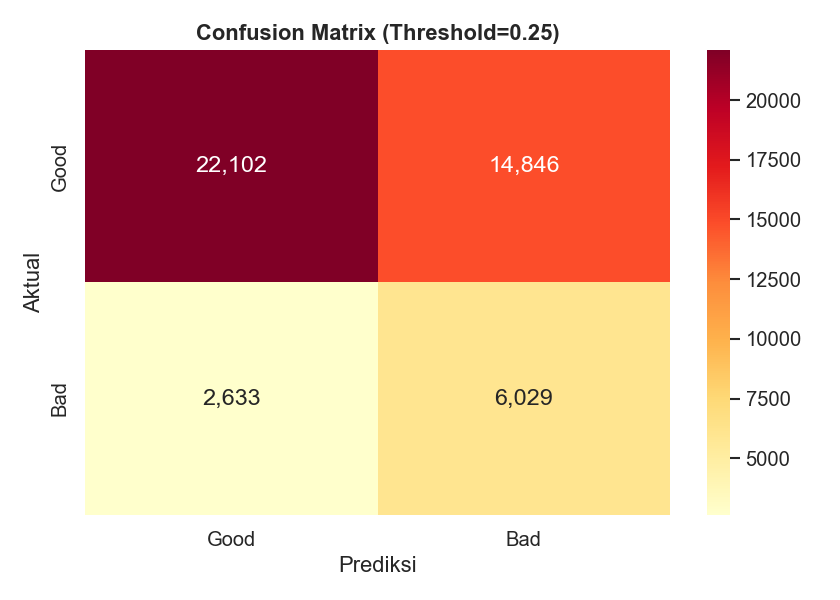 Confusion Matrix (Threshold=0.25)
Aktual
Good
22,102
14,846
Bad
2,633
6,029
Good
Bad
Prediksi
20000
17500
15000
12500
10000
7500
5000